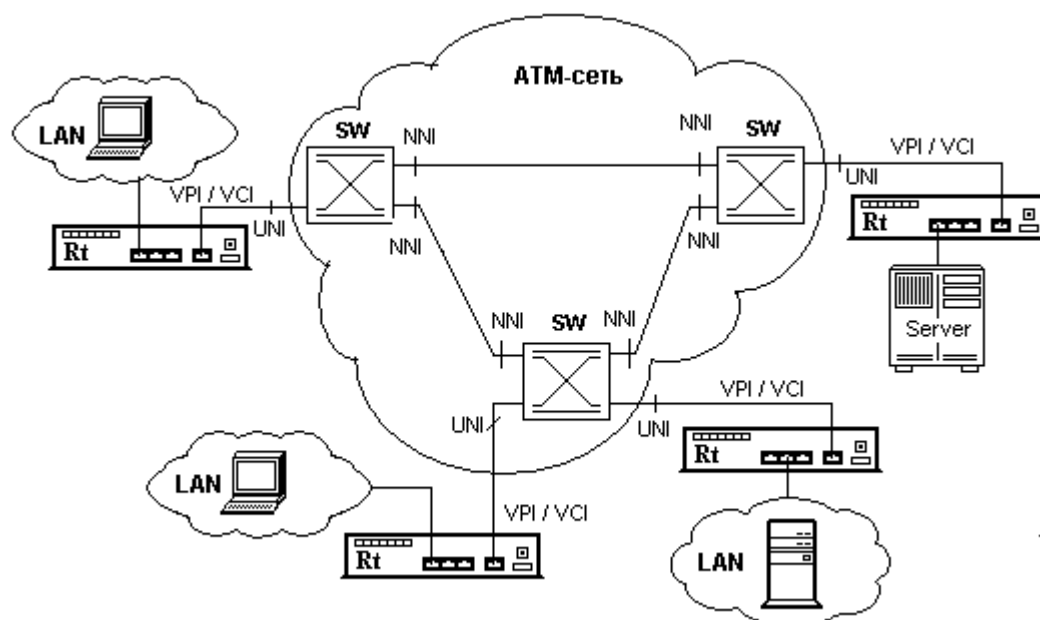 АТМ-сеть
LAN
SW
NNI
NNI
SW
VPI / VCI
VPI / VCI
UNI
UNI
Rt
NNI
NNI
Rt
NNI
SW
NNI
Server
VPI / VCI
UNI
UNI
Rt
LAN
VPI / VCI
Rt
LAN